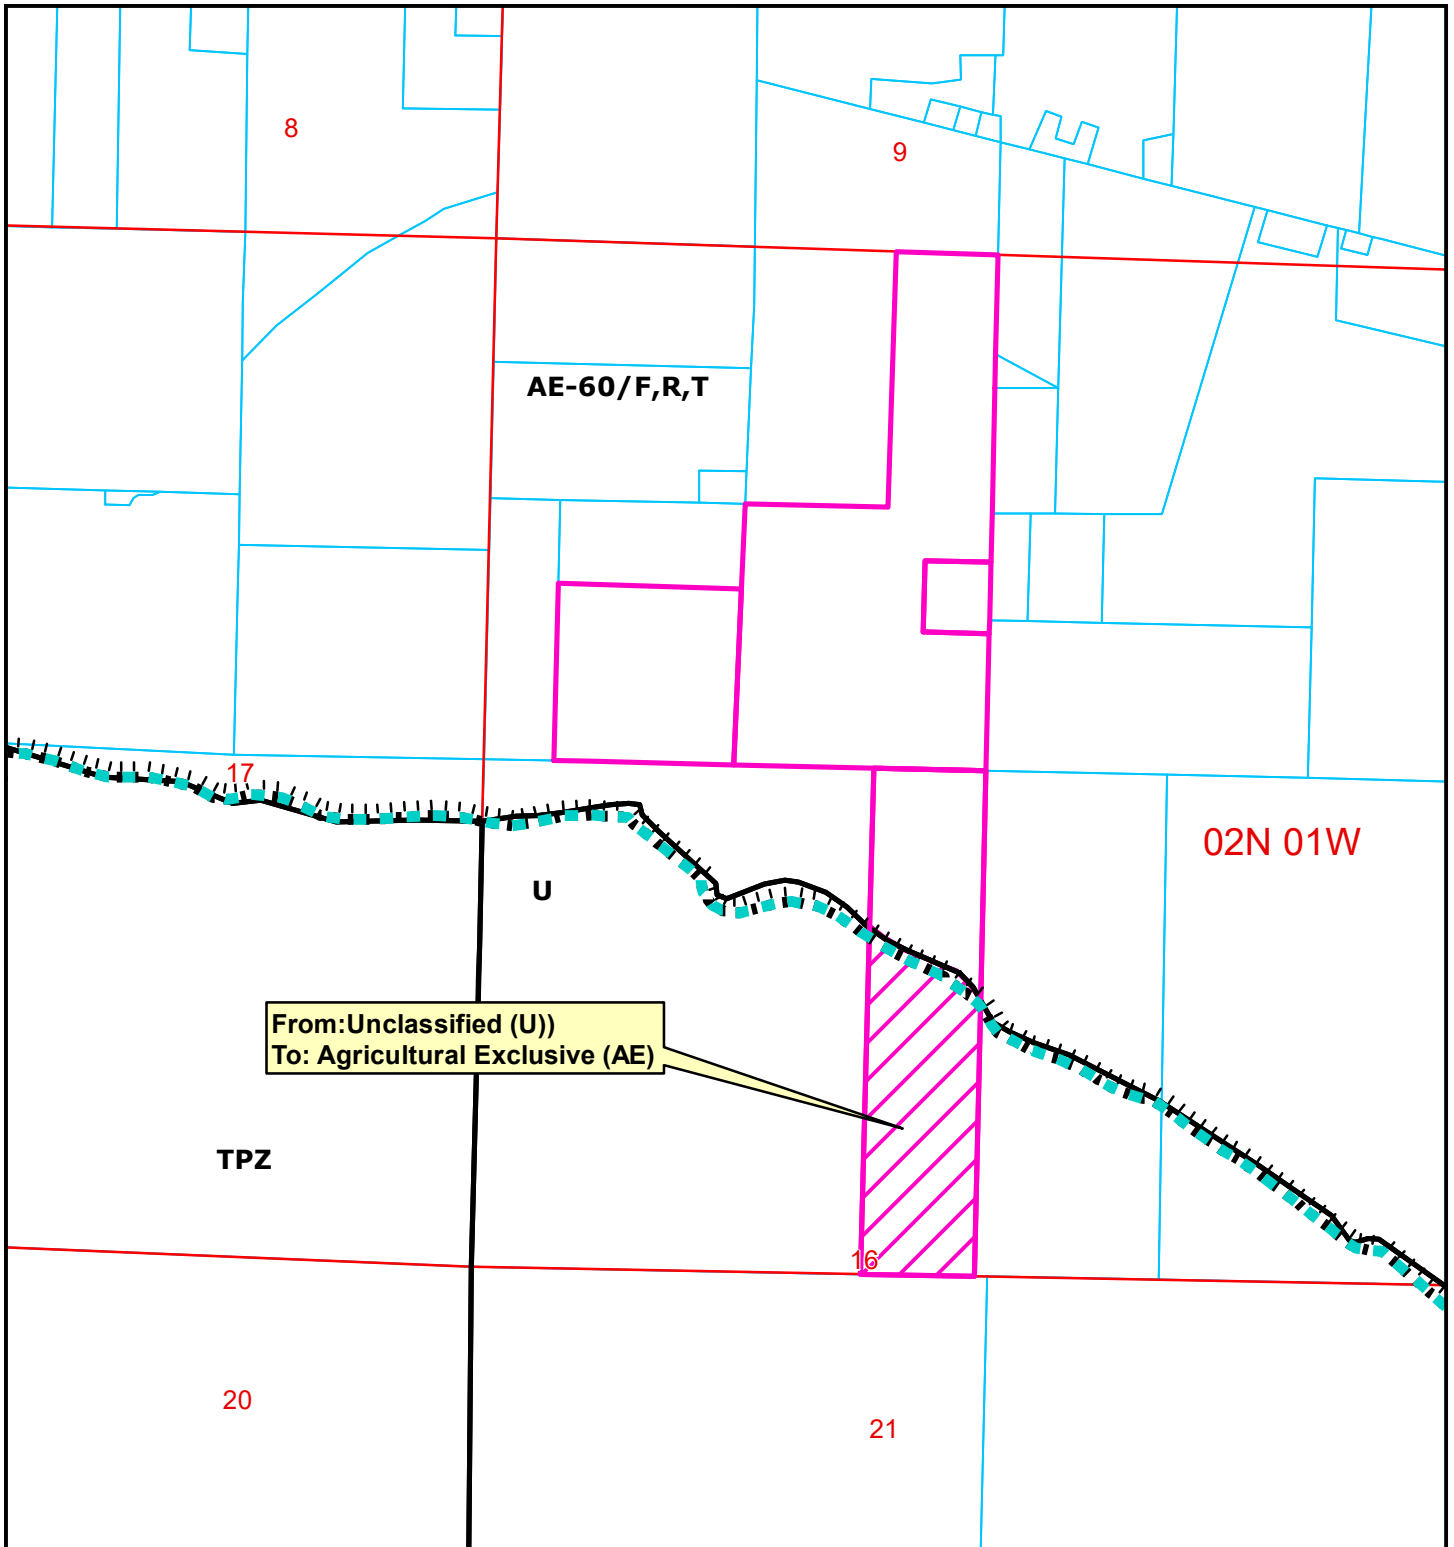 8
9
AE-60/F,R,T
17
02N 01W
U
From:Unclassified (U))
To: Agricultural Exclusive (AE)
TPZ
16
20
21